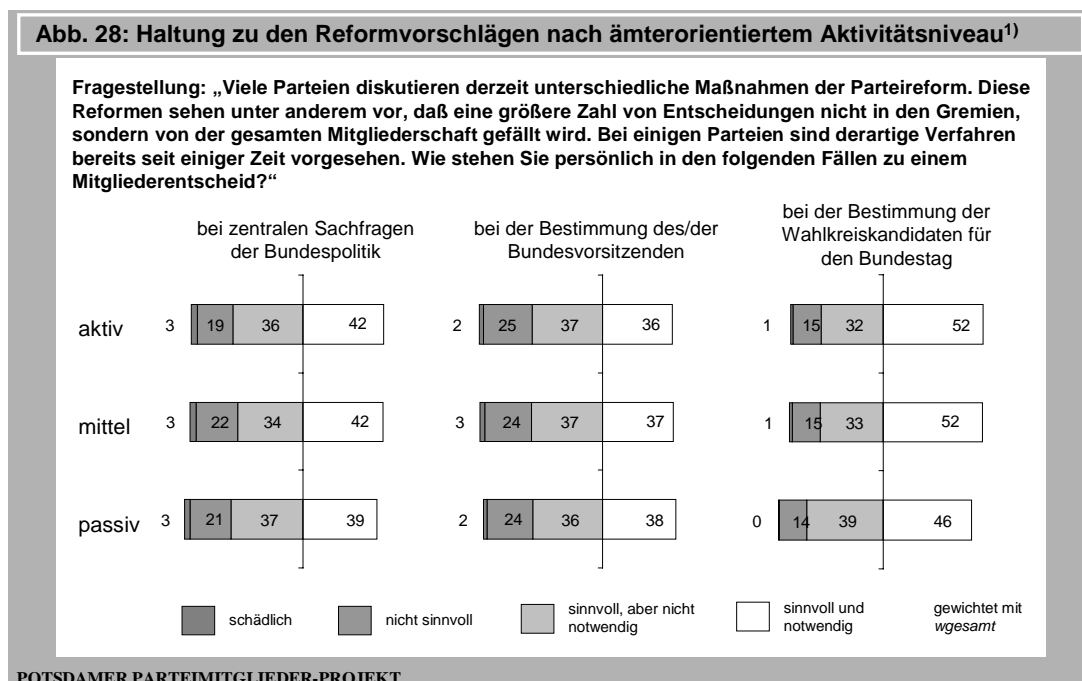 Abb. 28: Haltung zu den Reformvorschlägen nach ämterorientiertem Aktivitätsniveau1)
Fragestellung: „Viele Parteien diskutieren derzeit unterschiedliche Maßnahmen der Parteireform. Diese
Reformen sehen unter anderem vor, daß eine größere Zahl von Entscheidungen nicht in den Gremien,
sondern von der gesamten Mitgliederschaft gefällt wird. Bei einigen Parteien sind derartige Verfahren
bereits seit einiger Zeit vorgesehen. Wie stehen Sie persönlich in den folgenden Fällen zu einem
Mitgliederentscheid?“
bei zentralen Sachfragen
der Bundespolitik
bei der Bestimmung des/der
Bundesvorsitzenden
bei der Bestimmung der
Wahlkreiskandidaten für
den Bundestag
aktiv 3 19 36 42 2 25 37 36 1 15 32 52
mittel 3 22 34 42 3 24 37 37 1 15 33 52
passiv 3 21 37 39 2 24 36 38 0 14 39 46
schädlich
nicht sinnvoll
sinnvoll, aber nicht
notwendig
sinnvoll und
notwendig
gewichtet mit
wgesamt
POTSDAMER PARTEIMITGLIEDER-PROJEKT